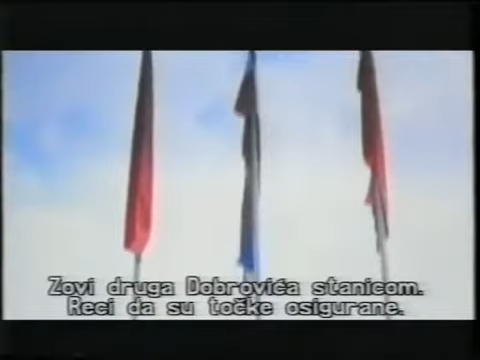 Zovi druga Dobrovića stanicom.
Reci da su točke osigurane.